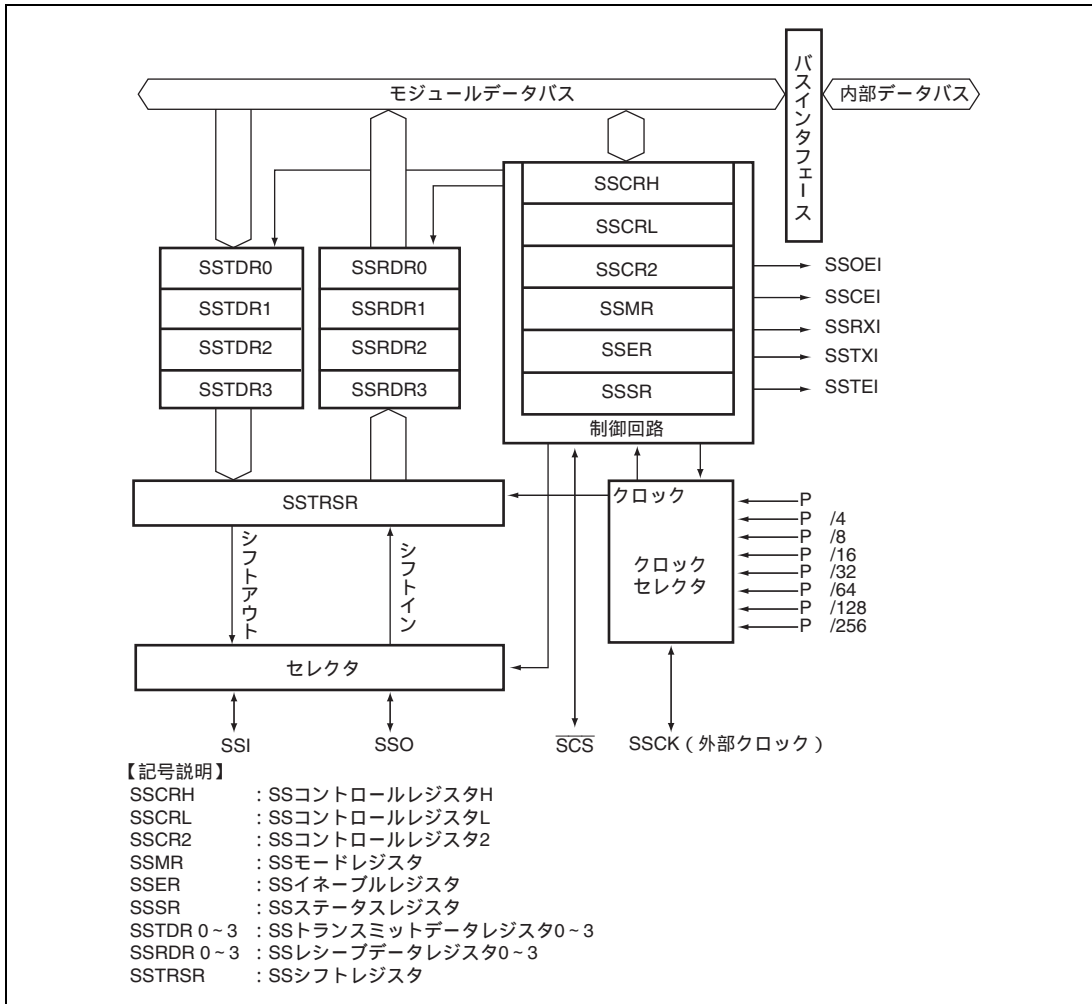 モジュールデータバス
バスインタフェース
内部データバス
SSCRH
SSCRL
SSCR2
SSMR
SSER
SSSR
制御回路
SSTDR0
SSTDR1
SSTDR2
SSTDR3
SSRDR0
SSRDR1
SSRDR2
SSRDR3
SSOEI
SSCEI
SSRXI
SSTXI
SSTEI
SSTRSR
クロック
クロック
セレクタ
P
P /4
P /8
P /16
P /32
P /64
P /128
P /256
シフトアウト
シフトイン
セレクタ
SSI
SSO
SCS
SSCK(外部クロック)
【記号説明】
SSCRH : SSコントロールレジスタH
SSCRL : SSコントロールレジスタL
SSCR2 : SSコントロールレジスタ2
SSMR : SSモードレジスタ
SSER : SSイネーブルレジスタ
SSSR : SSステータスレジスタ
SSTDR 0~3 : SSトランスミットデータレジスタ0~3
SSRDR 0~3 : SSレシーブデータレジスタ0~3
SSTRSR : SSシフトレジスタ